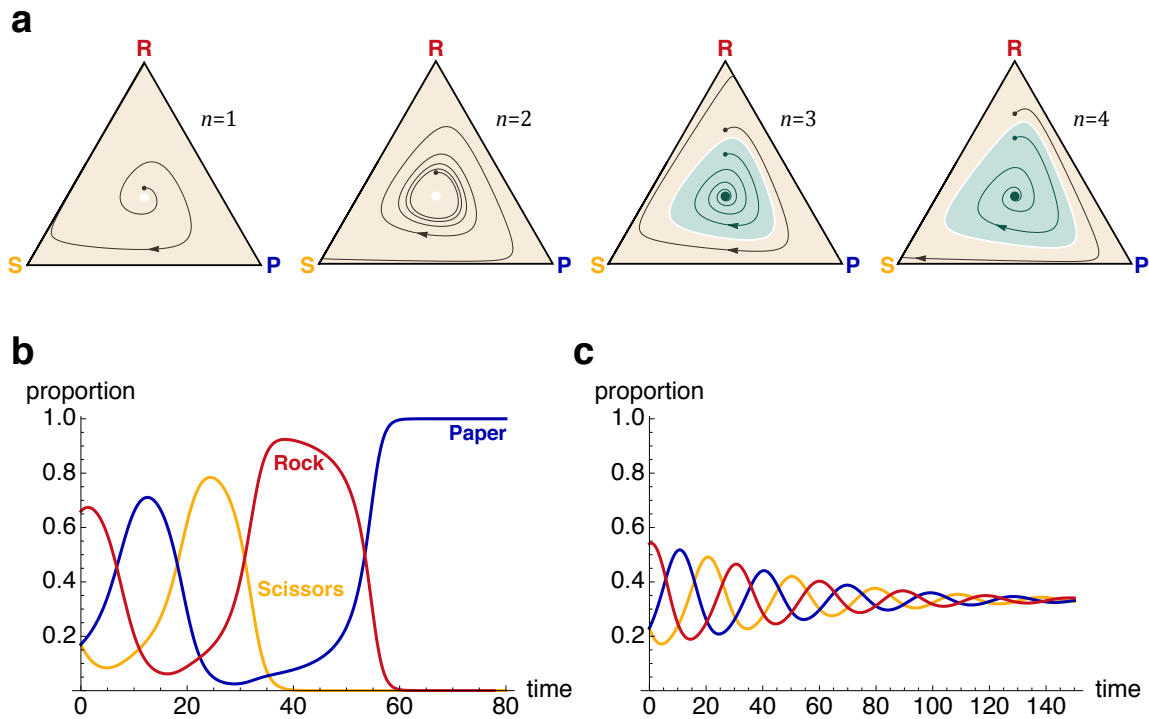 a
R R R R
n=1 n=2 n=3 n=4
S P S P S P S P
b
proportion
1.0
0.8
0.6
0.4
0.2
0 20 40 60 80
time
Paper
Rock
Scissors
c
proportion
1.0
0.8
0.6
0.4
0.2
0 20 40 60 80 100 120 140
time